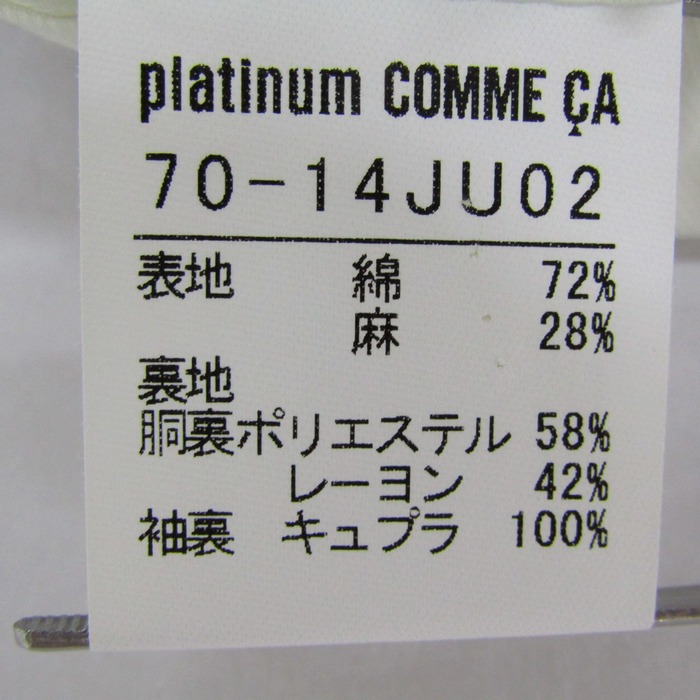 platinum COMME ÇA
70-14JU02
表地 綿 72%
麻 28%
裏地
胴裏ポリエステル 58%
レーヨン 42%
袖裏 キュプラ 100%